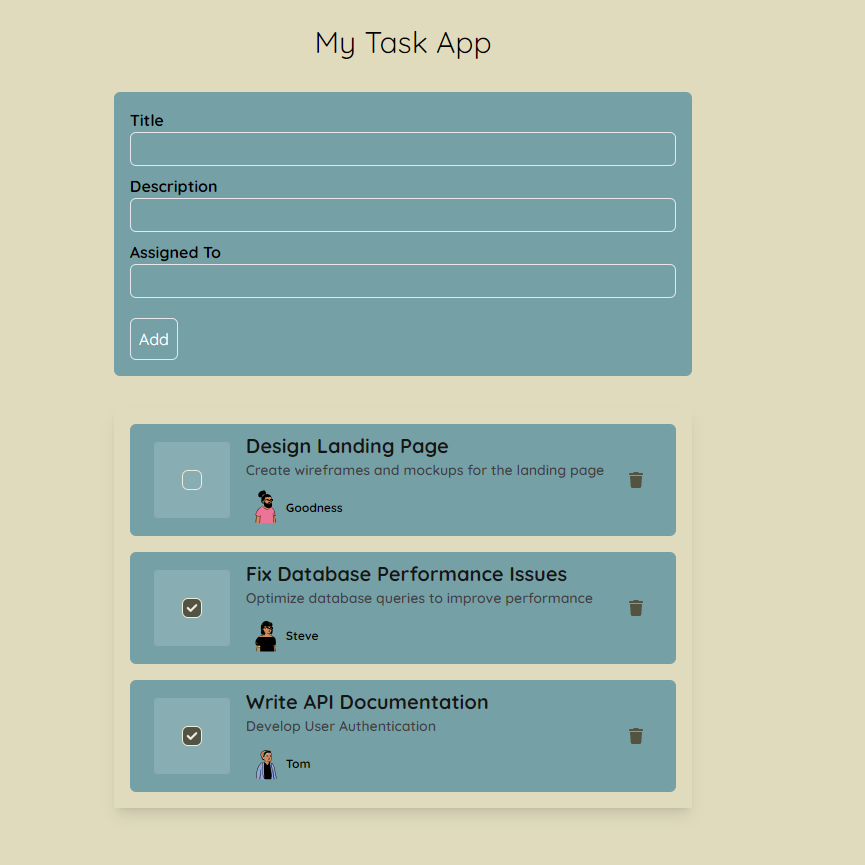 My Task App
Title
Description
Assigned To
Add
Design Landing Page
Create wireframes and mockups for the landing page
Goodness
Fix Database Performance Issues
Optimize database queries to improve performance
Steve
Write API Documentation
Develop User Authentication
Tom